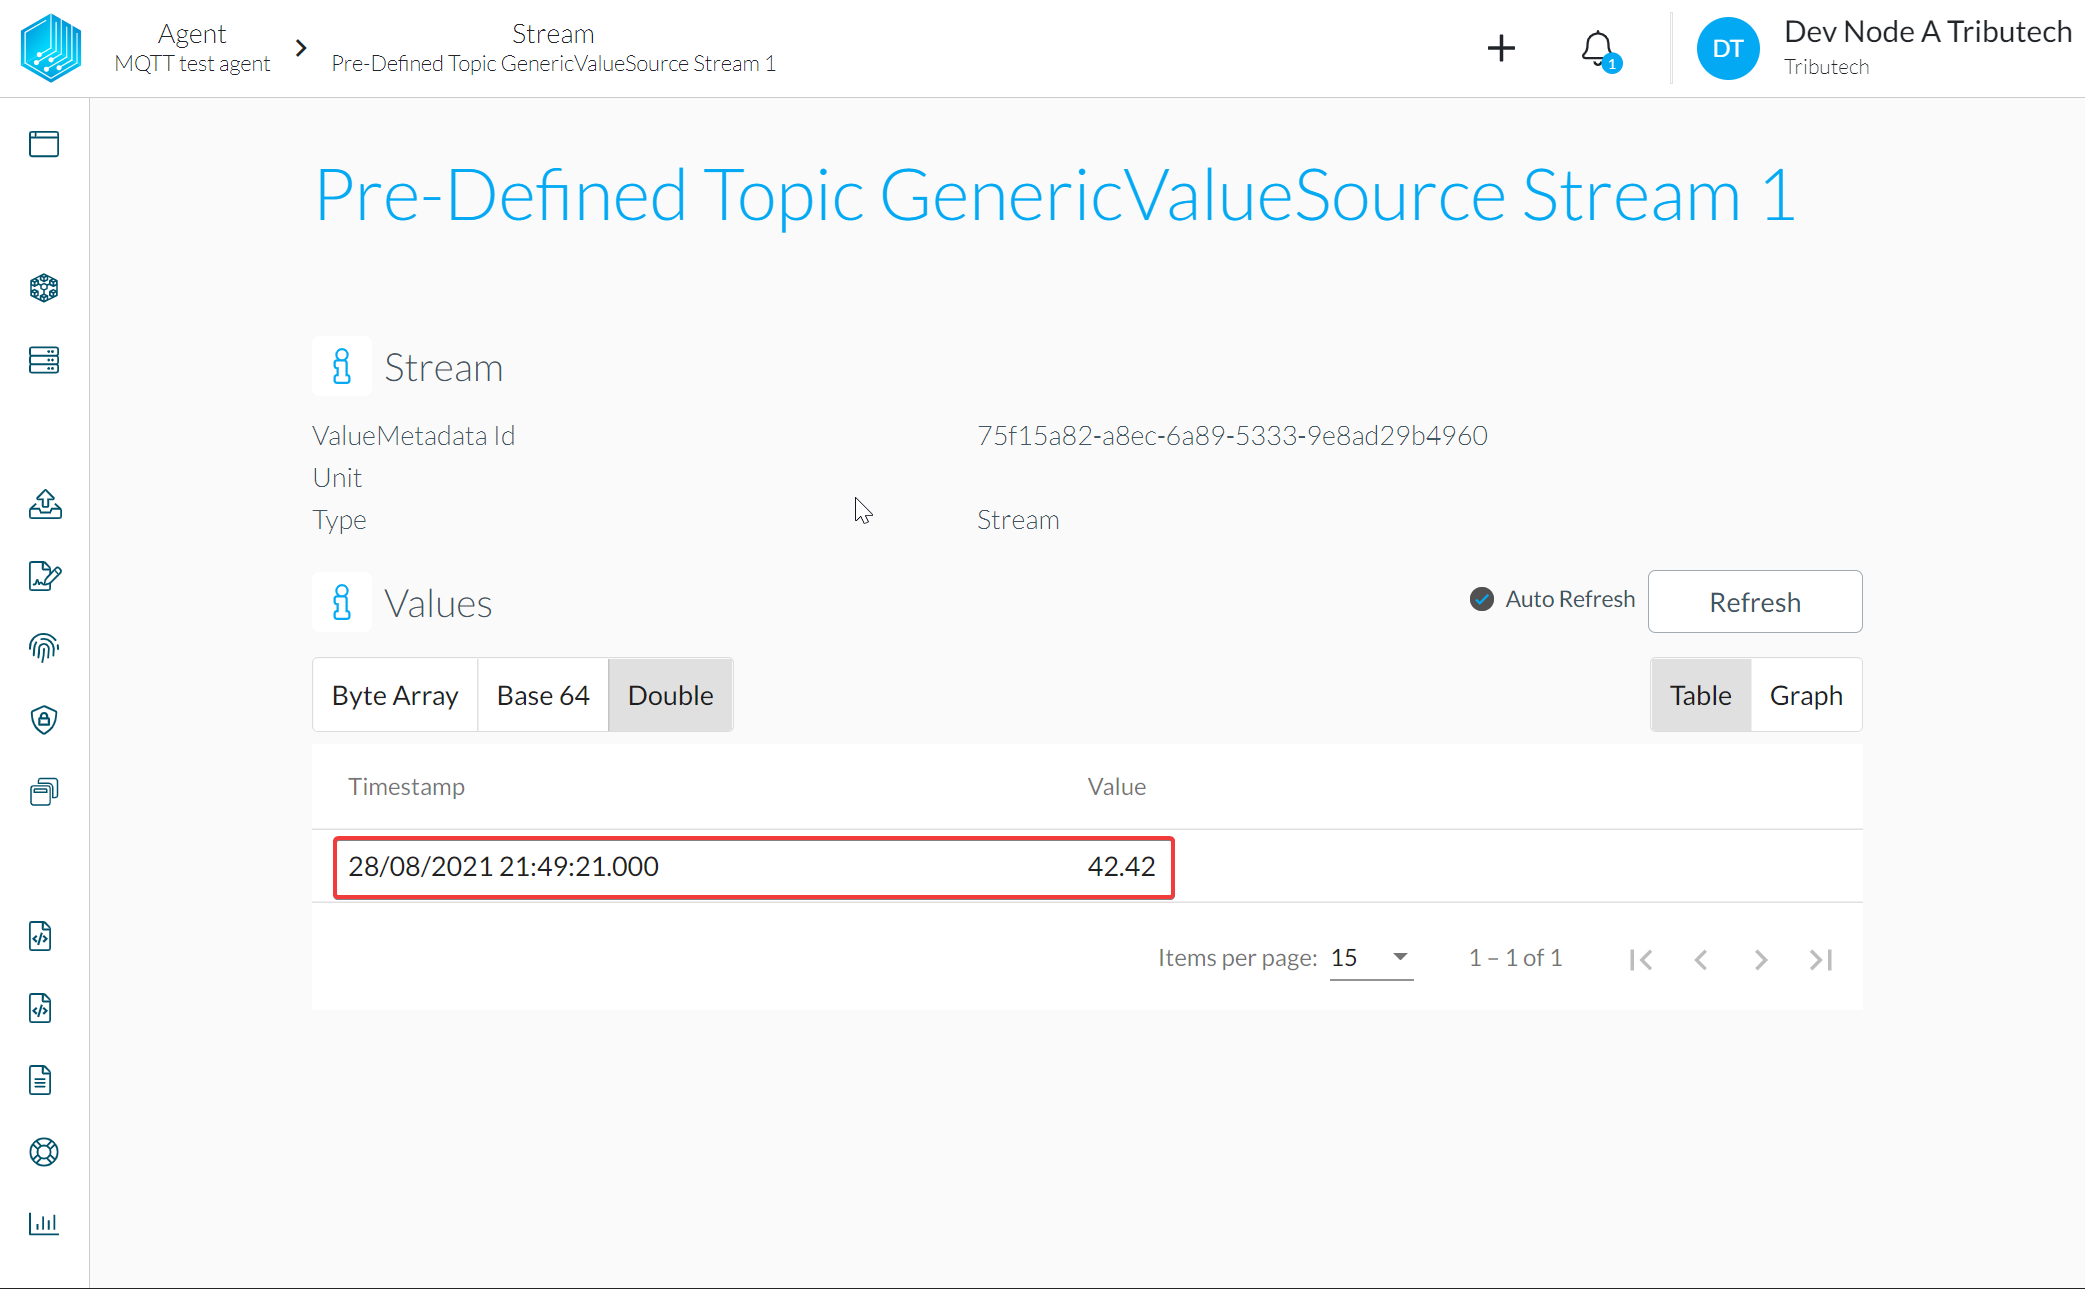 Agent
MQTT test agent
Stream
Pre-Defined Topic GenericValueSource Stream 1
1
DT
Dev Node A Tributech
Tributech
Pre-Defined Topic GenericValueSource Stream 1
Stream
ValueMetadata Id 75f15a82-a8ec-6a89-5333-9e8ad29b4960
Unit
Type Stream
Values
Auto Refresh
Refresh
Byte Array Base 64 Double
Table Graph
Timestamp Value
28/08/2021 21:49:21.000 42.42
Items per page: 15 1 – 1 of 1